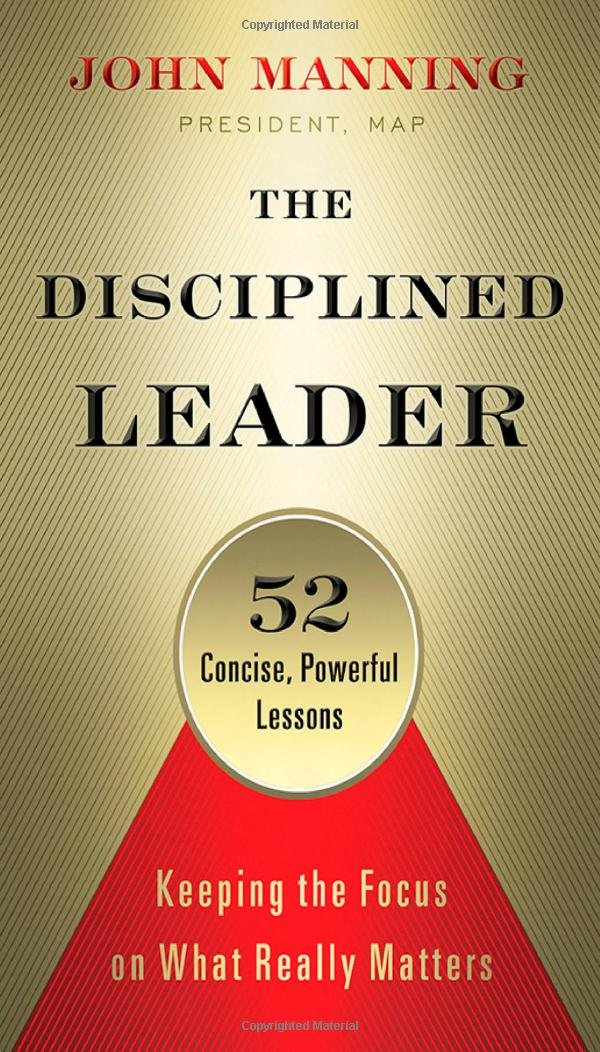 Copyrighted Material
JOHN MANNING
PRESIDENT, MAP
THE
DISCIPLINED
LEADER
52
Concise, Powerful
Lessons
Keeping the Focus
on What Really Matters
Copyrighted Material